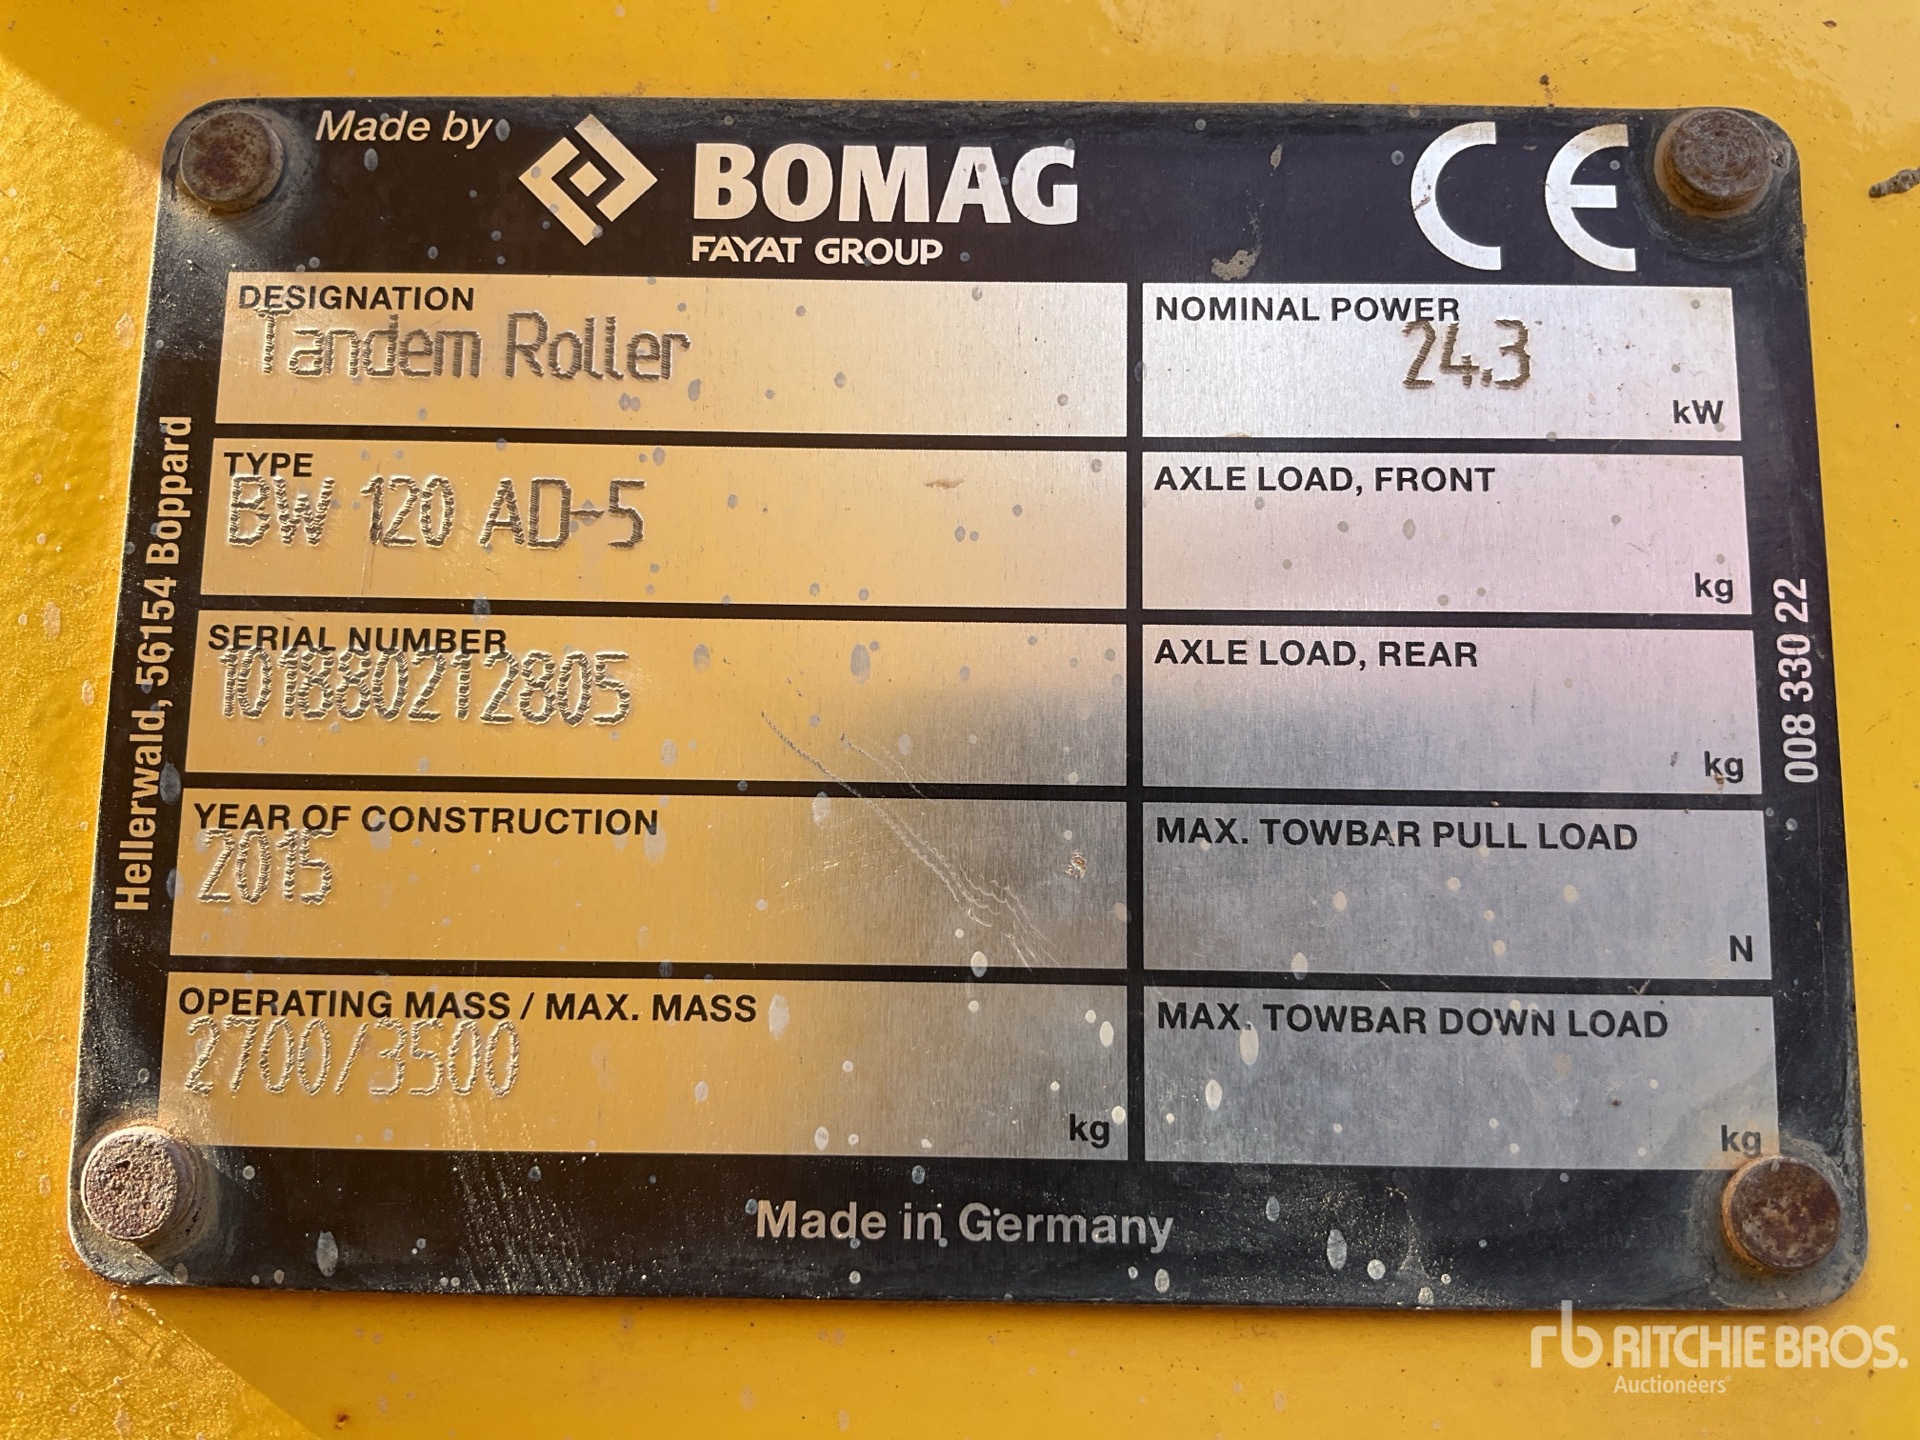 Made by
BOMAG
FAYAT GROUP
CE
DESIGNATION
Tandem Roller
NOMINAL POWER
24.3
kW
TYPE
BW 120 AD-5
AXLE LOAD, FRONT
kg
SERIAL NUMBER
101880212805
AXLE LOAD, REAR
kg
YEAR OF CONSTRUCTION
2015
MAX. TOWBAR PULL LOAD
N
OPERATING MASS / MAX. MASS
2700/3500
kg
MAX. TOWBAR DOWN LOAD
kg
Made in Germany
Hellerwald, 56154 Boppard
008 330 22
rb RITCHIE BROS.
Auctioneers